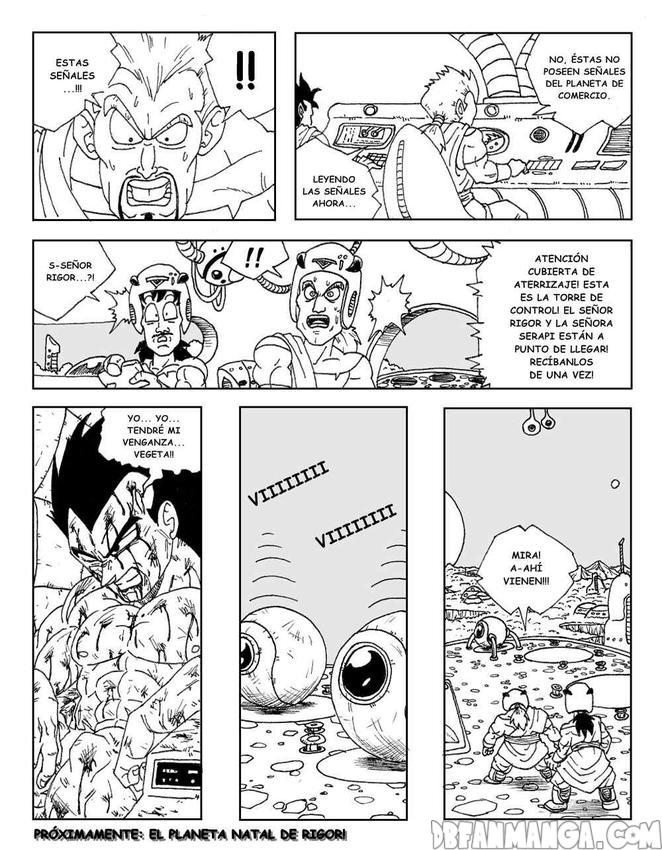 ESTAS
SEÑALES
...!!!
!!
NO, ÉSTAS NO
POSEEN SEÑALES
DEL PLANETA DE
COMERCIO.
LEYENDO
LAS SEÑALES
AHORA...
S-SEÑOR
RIGOR...?!
!!
ATENCIÓN
CUBIERTA DE
ATERRIZAJE! ESTA
ES LA TORRE DE
CONTROL! EL SEÑOR
RIGOR Y LA SEÑORA
SERAPI ESTÁN A
PUNTO DE LLEGAR!
RECÍBANLOS
DE UNA VEZ!
YO... YO...
TENDRÉ MI
VENGANZA...
VEGETA!!
VIIIIIIII
VIIIIIIII
MIRA!
A-AHÍ
VIENEN!!!
PRÓXIMAMENTE: EL PLANETA NATAL DE RIGOR!
DBFANMANGA.COM